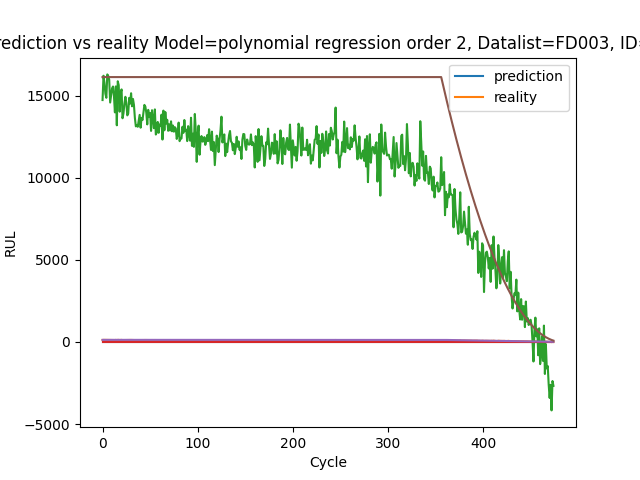 rediction vs reality Model=polynomial regression order 2, Datalist=FD003, ID=
prediction
reality
15000
10000
5000
0
−5000
RUL
0
100
200
300
400
Cycle